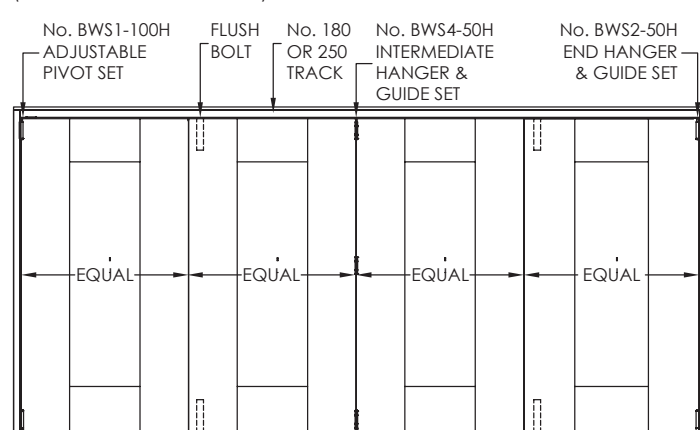 No. BWS1-100H
ADJUSTABLE
PIVOT SET
FLUSH
BOLT
No. 180
OR 250
TRACK
No. BWS4-50H
INTERMEDIATE
HANGER &
GUIDE SET
No. BWS2-50H
END HANGER
& GUIDE SET
EQUAL
EQUAL
EQUAL
EQUAL